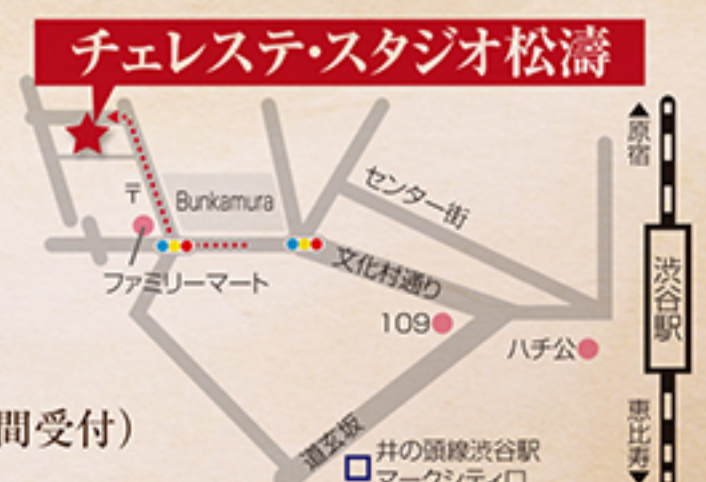 チェレステ・スタジオ松濤
▲原宿
センター街
〒
Bunkamura
文化村通り
ファミリーマート
渋谷駅
109
ハチ公
間受付）
道玄坂
井の頭線渋谷駅
マークシティ口
恵比寿▼